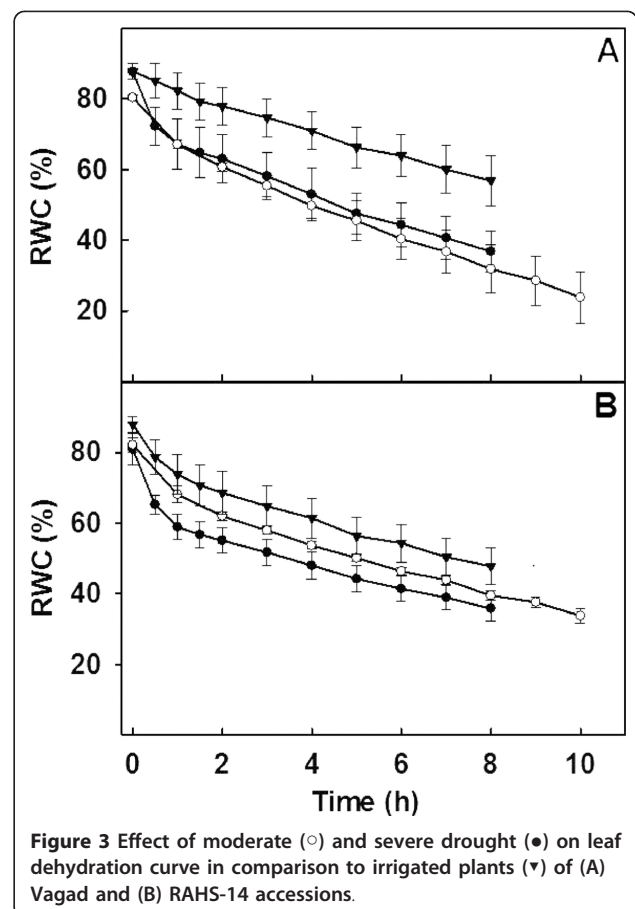 A
80
60
40
20
RWC (%)
B
80
60
40
20
RWC (%)
0 2 4 6 8 10
Time (h)
Figure 3 Effect of moderate (○) and severe drought (●) on leaf
dehydration curve in comparison to irrigated plants (▼) of (A)
Vagad and (B) RAHS-14 accessions.